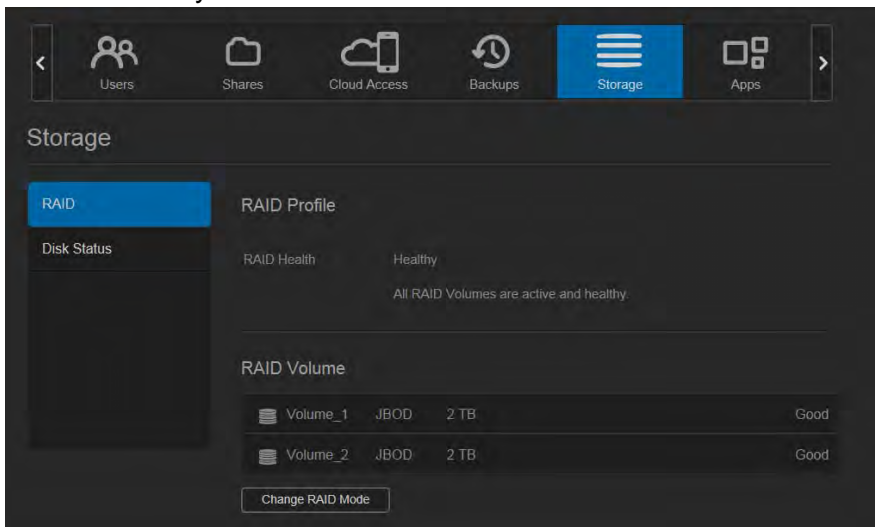 Users Shares Cloud Access Backups Storage Apps
Storage
RAID
Disk Status
RAID Profile
RAID Health Healthy
All RAID Volumes are active and healthy.
RAID Volume
Volume_1 JBOD 2 TB Good
Volume_2 JBOD 2 TB Good
Change RAID Mode